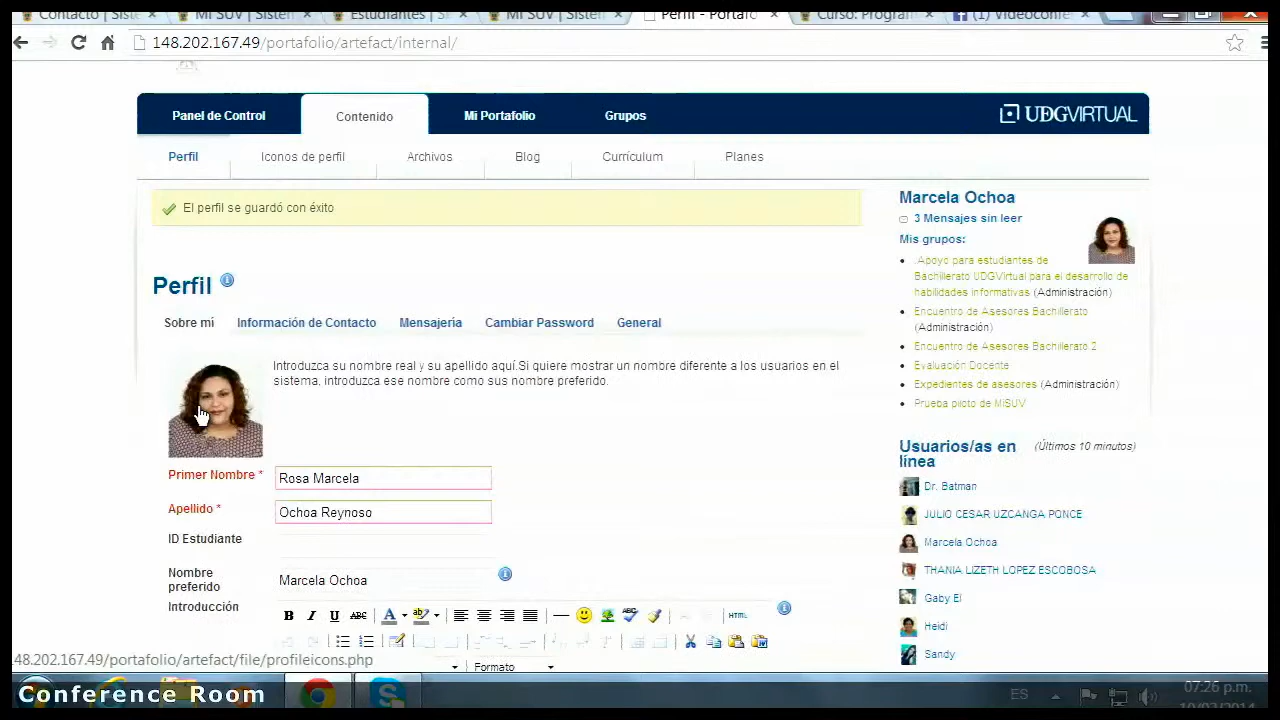 Contacto | Siste
Mi SUV | Sistem
Estudiantes | Sis
Mi SUV | Sistem
Perfil - Portafo
Curso: Program
(1) Videoconfe
148.202.167.49/portafolio/artefact/internal/
Panel de Control
Contenido
Mi Portafolio
Grupos
UDGVIRTUAL
Perfil
Iconos de perfil
Archivos
Blog
Currículum
Planes
El perfil se guardó con éxito
Perfil
Sobre mí
Información de Contacto
Mensajería
Cambiar Password
General
Introduzca su nombre real y su apellido aquí.Si quiere mostrar un nombre diferente a los usuarios en el
sistema, introduzca ese nombre como sus nombre preferido.
Primer Nombre *
Rosa Marcela
Apellido *
Ochoa Reynoso
ID Estudiante
Nombre
preferido
Marcela Ochoa
Introducción
B I U ABC A ab HTML
Formato
Marcela Ochoa
3 Mensajes sin leer
Mis grupos:
.Apoyo para estudiantes de
Bachillerato UDGVirtual para el desarrollo de
habilidades informativas (Administración)
Encuentro de Asesores Bachillerato
(Administración)
Encuentro de Asesores Bachillerato 2
Evaluación Docente
Expedientes de asesores (Administración)
Prueba piloto de MiSUV
Usuarios/as en
línea
(Últimos 10 minutos)
Dr. Batman
JULIO CESAR UZCANGA PONCE
Marcela Ochoa
THANIA LIZETH LOPEZ ESCOBOSA
Gaby El
Heidi
Sandy
48.202.167.49/portafolio/artefact/file/profileicons.php
Conference Room
ES
07:26 p.m.